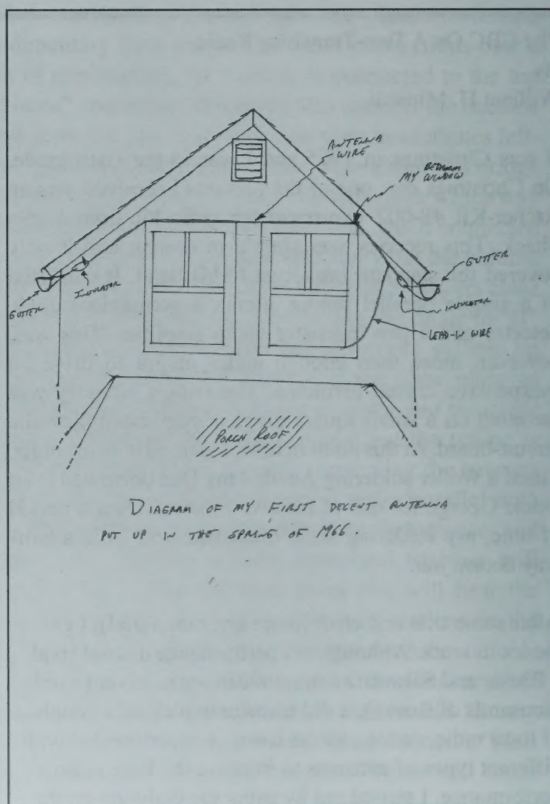 ANTENNA
WIRE
MY BEDROOM
WINDOW
GUTTER
INSULATOR
GUTTER
INSULATOR
LEAD-IN WIRE
PORCH ROOF
DIAGRAM OF MY FIRST DECENT ANTENNA
PUT UP IN THE SPRING OF 1966.